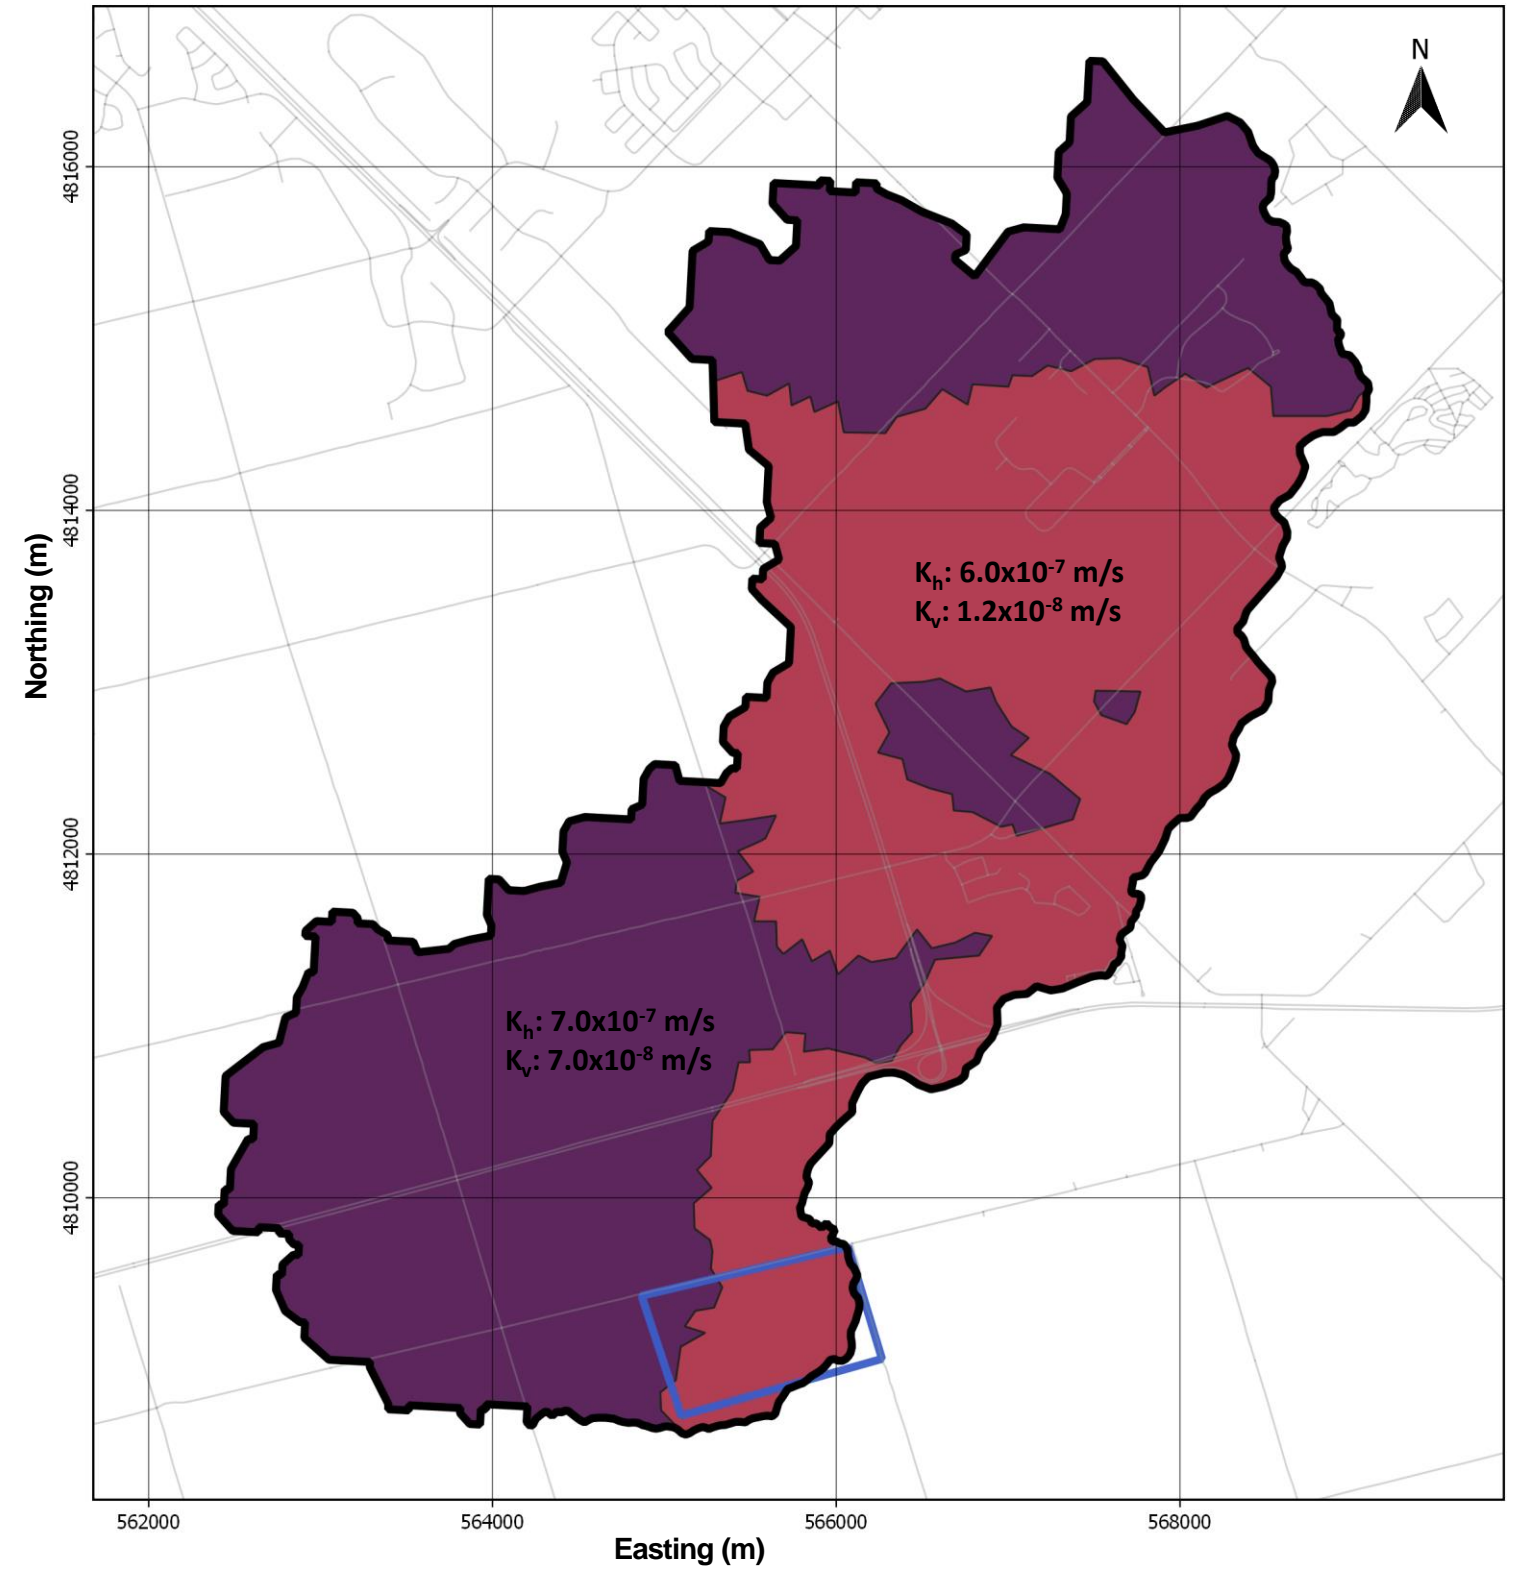 N
4816000
4814000
4812000
4810000
Northing (m)
Kh: 6.0x10-7 m/s
Kv: 1.2x10-8 m/s
Kh: 7.0x10-7 m/s
Kv: 7.0x10-8 m/s
562000 564000 566000 568000
Easting (m)